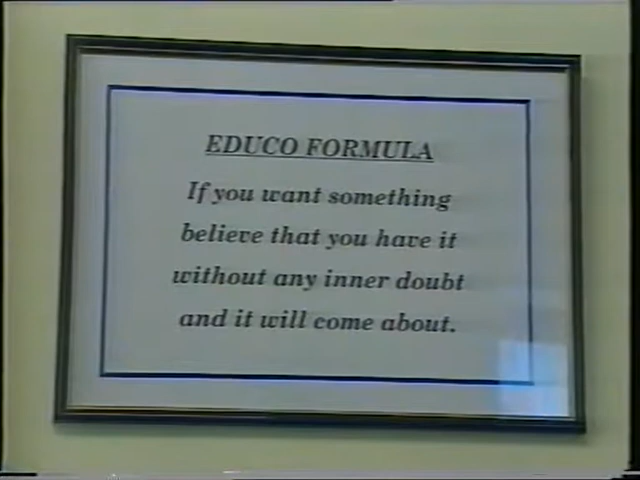 EDUCO FORMULA
If you want something
believe that you have it
without any inner doubt
and it will come about.